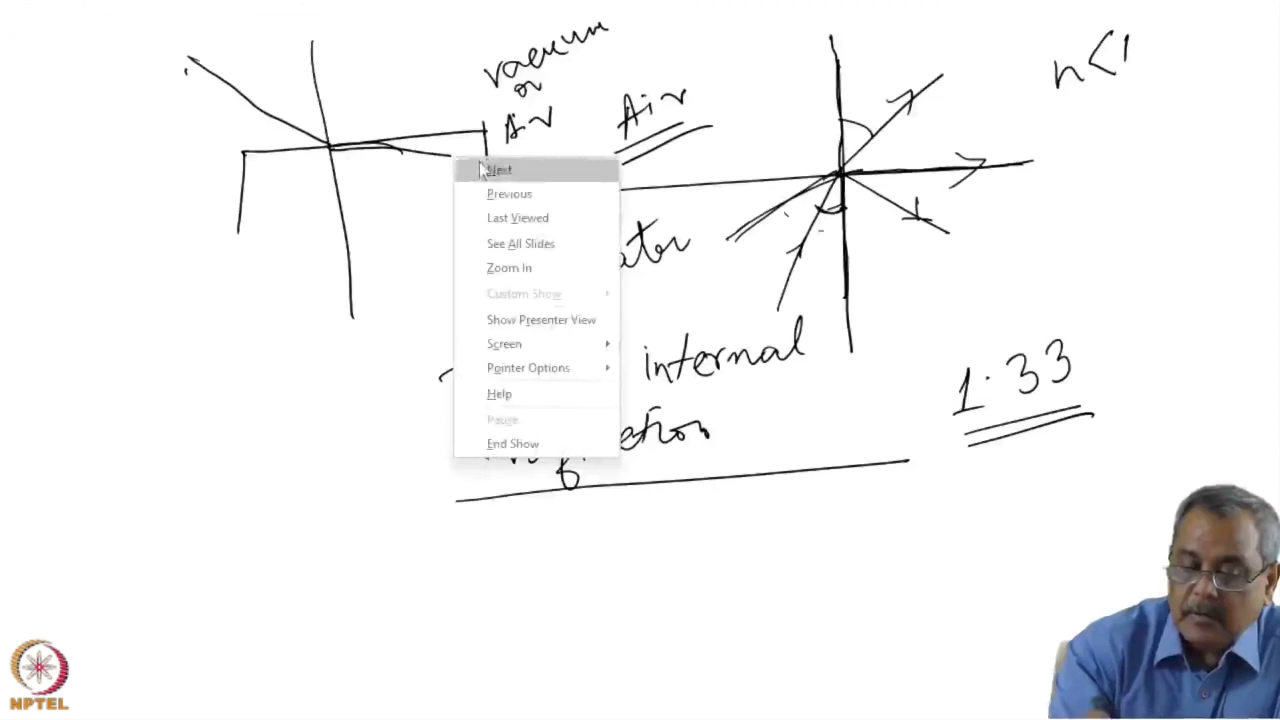 vacuum
or
Air
Air
n<1
ater
internal
1.33
Next
Previous
Last Viewed
See All Slides
Zoom In
Custom Show
Show Presenter View
Screen
Pointer Options
Help
Pause
End Show
NPTEL